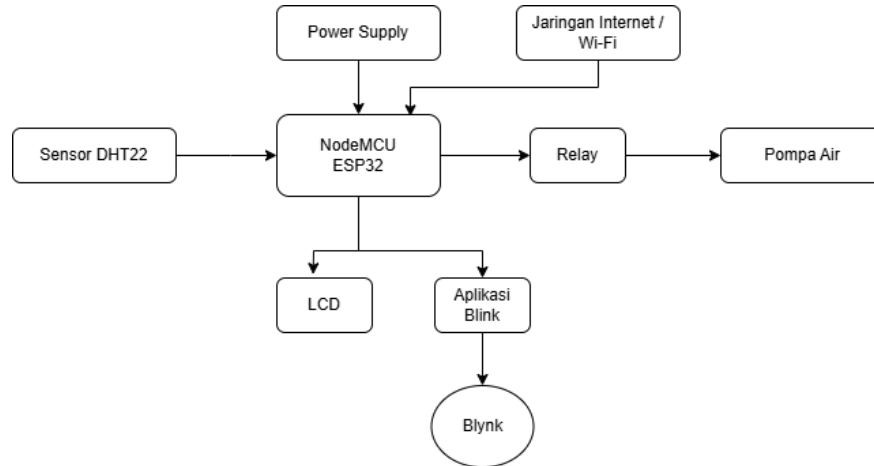 Power Supply
Jaringan Internet /
Wi-Fi
Sensor DHT22
NodeMCU
ESP32
Relay
Pompa Air
LCD
Aplikasi
Blink
Blynk